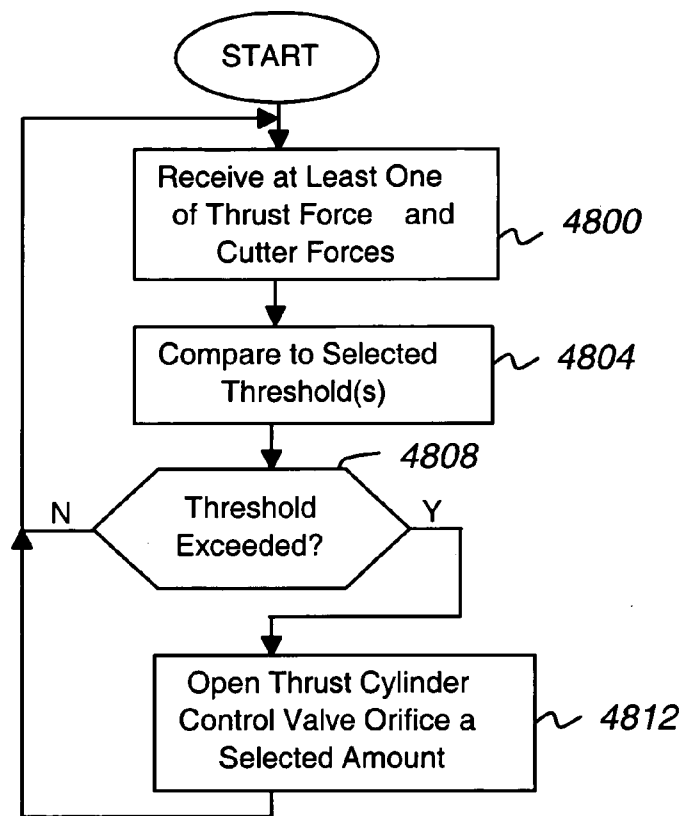 START
Receive at Least One
of Thrust Force and
Cutter Forces
4800
Compare to Selected
Threshold(s)
4804
4808
N
Threshold
Exceeded?
Y
Open Thrust Cylinder
Control Valve Orifice a
Selected Amount
4812